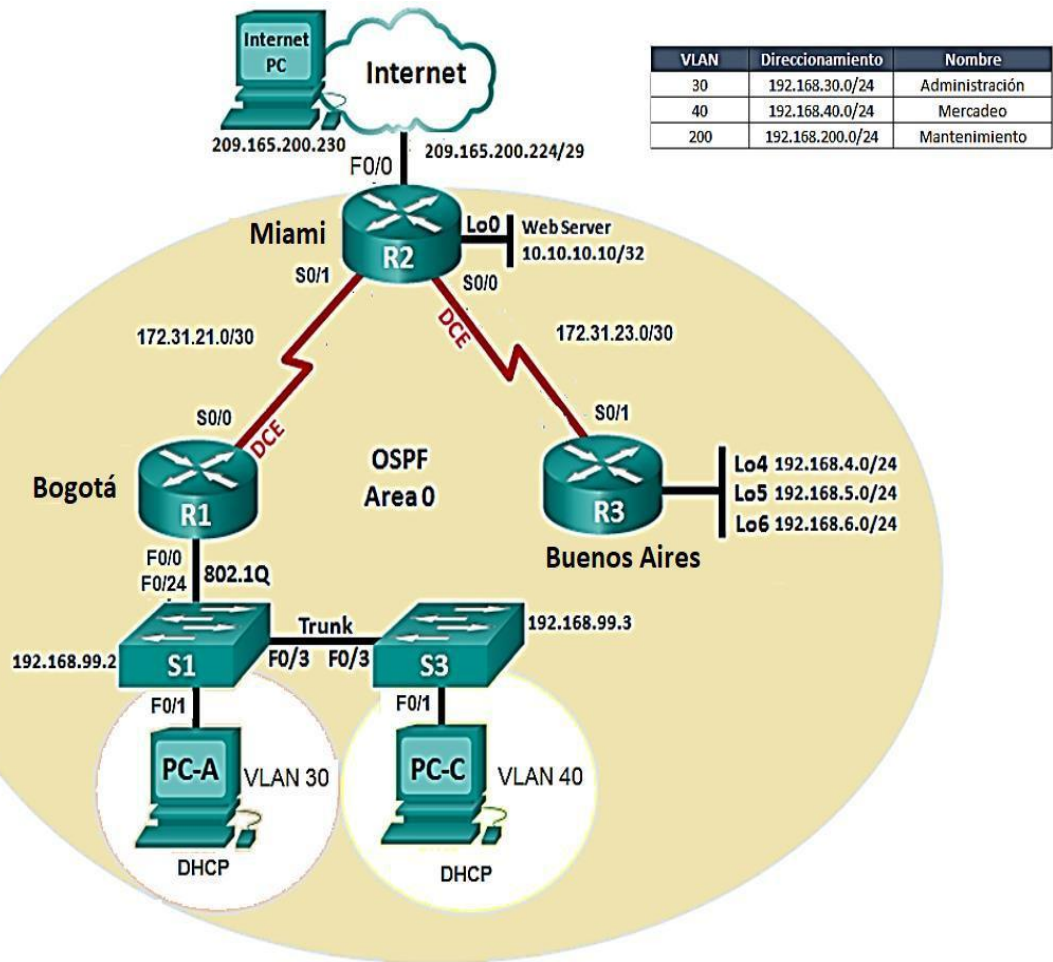 Internet
PC
Internet
209.165.200.230
209.165.200.224/29
F0/0
VLAN Direccionamiento Nombre
30 192.168.30.0/24 Administración
40 192.168.40.0/24 Mercadeo
200 192.168.200.0/24 Mantenimiento
Miami
R2
Lo0
Web Server
10.10.10.10/32
S0/1
S0/0
DCE
172.31.21.0/30
172.31.23.0/30
S0/0
DCE
S0/1
Bogotá
R1
OSPF
Area 0
R3
Buenos Aires
Lo4 192.168.4.0/24
Lo5 192.168.5.0/24
Lo6 192.168.6.0/24
F0/0
F0/24
802.1Q
192.168.99.2
S1
Trunk
F0/3 F0/3
S3
192.168.99.3
F0/1
F0/1
PC-A
VLAN 30
DHCP
PC-C
VLAN 40
DHCP